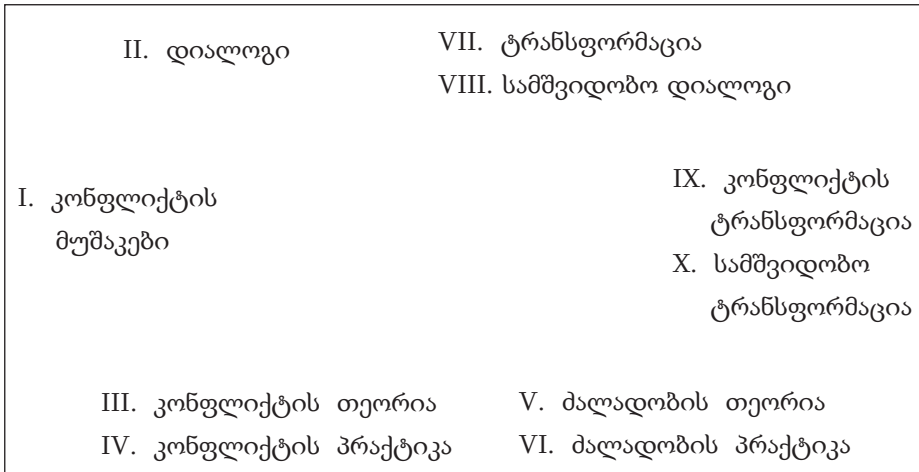 II. დიალოგი
VII. ტრანსფორმაცია
VIII. სამშვიდობო დიალოგი
I. კონფლიქტის
მუშაკები
IX. კონფლიქტის
ტრანსფორმაცია
X. სამშვიდობო
ტრანსფორმაცია
III. კონფლიქტის თეორია
IV. კონფლიქტის პრაქტიკა
V. ძალადობის თეორია
VI. ძალადობის პრაქტიკა